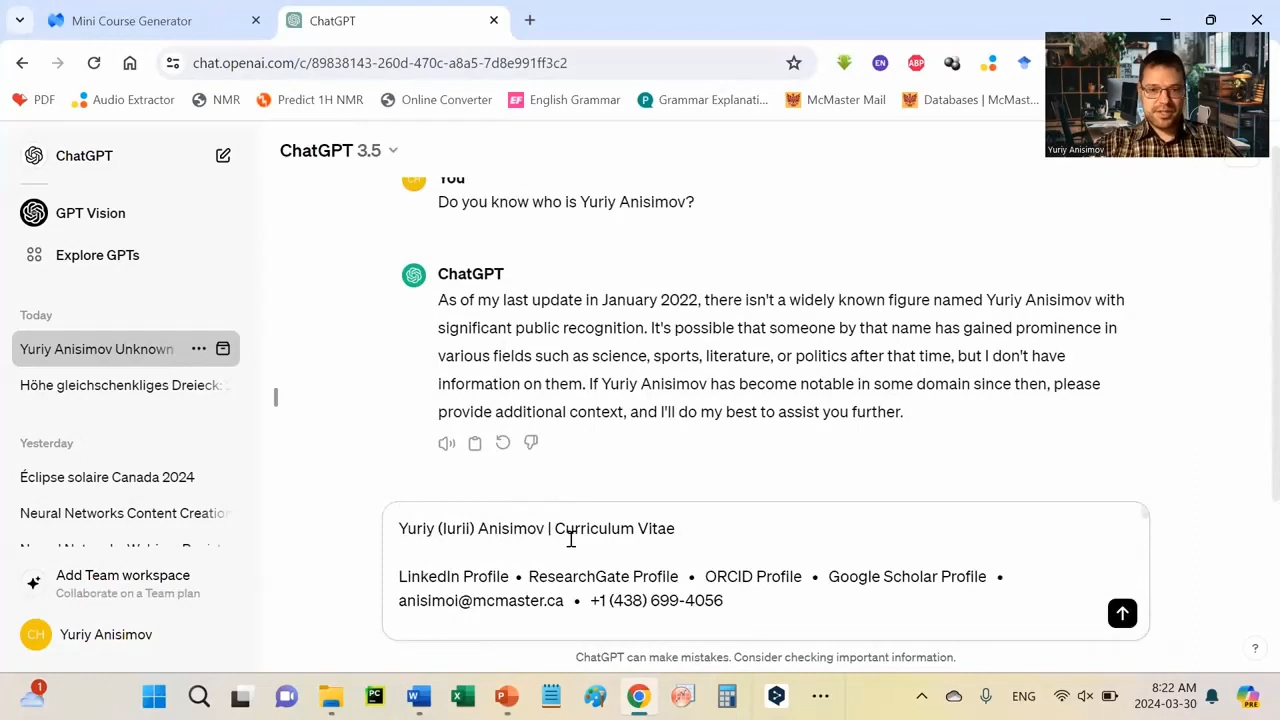 Mini Course Generator
ChatGPT
chat.openai.com/c/89838143-260d-470c-a8a5-7d8e991ff3c2
EN
ABP
PDF
Audio Extractor
NMR
Predict 1H NMR
Online Converter
EF
English Grammar
P
Grammar Explanati...
McMaster Mail
Databases | McMast...
Yuriy Anisimov
ChatGPT
GPT Vision
Explore GPTs
Today
Yuriy Anisimov Unknown
Höhe gleichschenkliges Dreieck:
Yesterday
Éclipse solaire Canada 2024
Neural Networks Content Creation
Add Team workspace
Collaborate on a Team plan
CH
Yuriy Anisimov
ChatGPT 3.5
CH
You
Do you know who is Yuriy Anisimov?
ChatGPT
As of my last update in January 2022, there isn't a widely known figure named Yuriy Anisimov with
significant public recognition. It's possible that someone by that name has gained prominence in
various fields such as science, sports, literature, or politics after that time, but I don't have
information on them. If Yuriy Anisimov has become notable in some domain since then, please
provide additional context, and I'll do my best to assist you further.
Yuriy (Iurii) Anisimov | Curriculum Vitae
LinkedIn Profile • ResearchGate Profile • ORCID Profile • Google Scholar Profile •
anisimoi@mcmaster.ca • +1 (438) 699-4056
ChatGPT can make mistakes. Consider checking important information.
?
1
PC
ENG
8:22 AM
2024-03-30
PRE